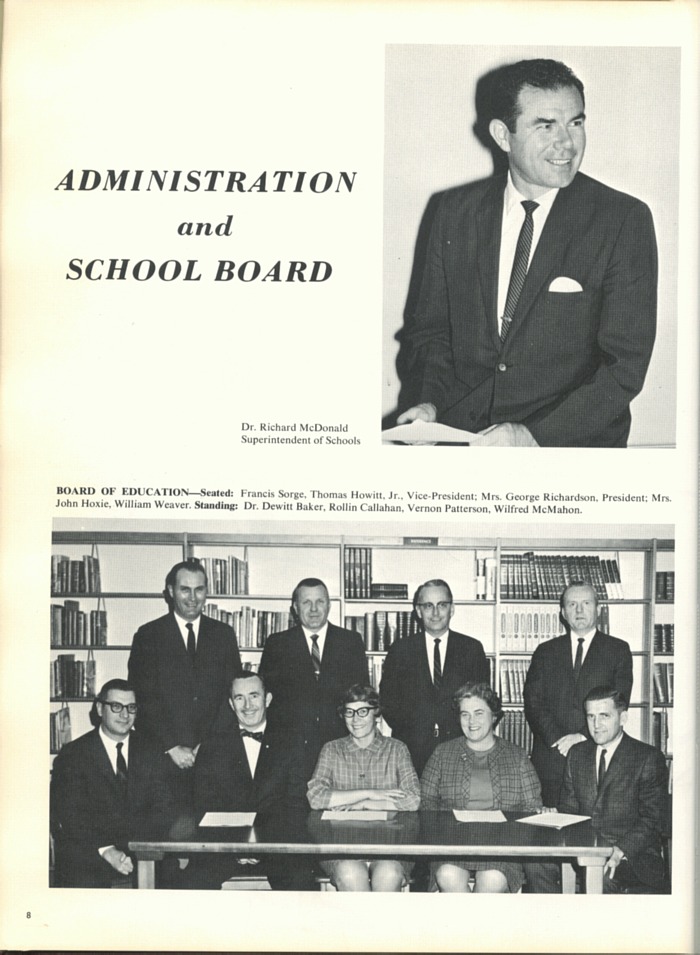 ADMINISTRATION
and
SCHOOL BOARD
Dr. Richard McDonald
Superintendent of Schools
BOARD OF EDUCATION—Seated: Francis Sorge, Thomas Howitt, Jr., Vice-President; Mrs. George Richardson, President; Mrs.
John Hoxie, William Weaver. Standing: Dr. Dewitt Baker, Rollin Callahan, Vernon Patterson, Wilfred McMahon.
8